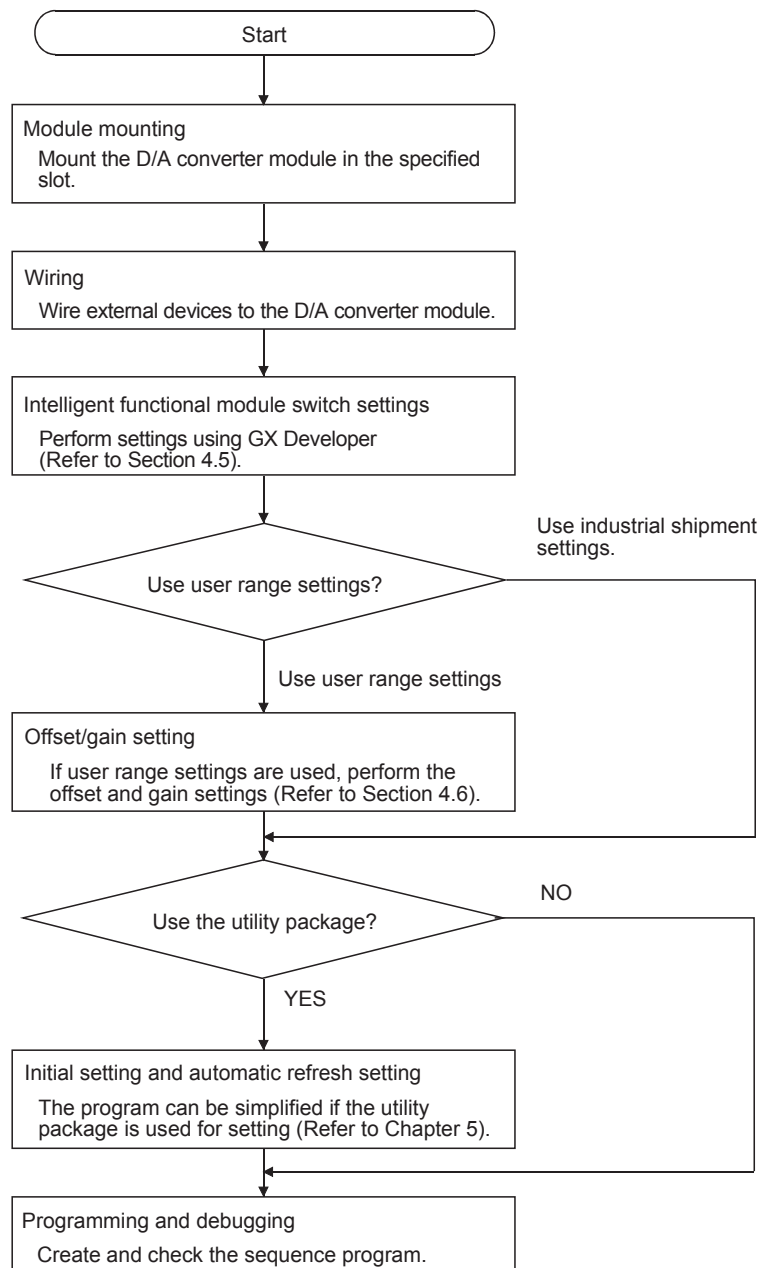 Start
Module mounting
Mount the D/A converter module in the specified
slot.
Wiring
Wire external devices to the D/A converter module.
Intelligent functional module switch settings
Perform settings using GX Developer
(Refer to Section 4.5).
Use industrial shipment
settings.
Use user range settings?
Use user range settings
Offset/gain setting
If user range settings are used, perform the
offset and gain settings (Refer to Section 4.6).
NO
Use the utility package?
YES
Initial setting and automatic refresh setting
The program can be simplified if the utility
package is used for setting (Refer to Chapter 5).
Programming and debugging
Create and check the sequence program.